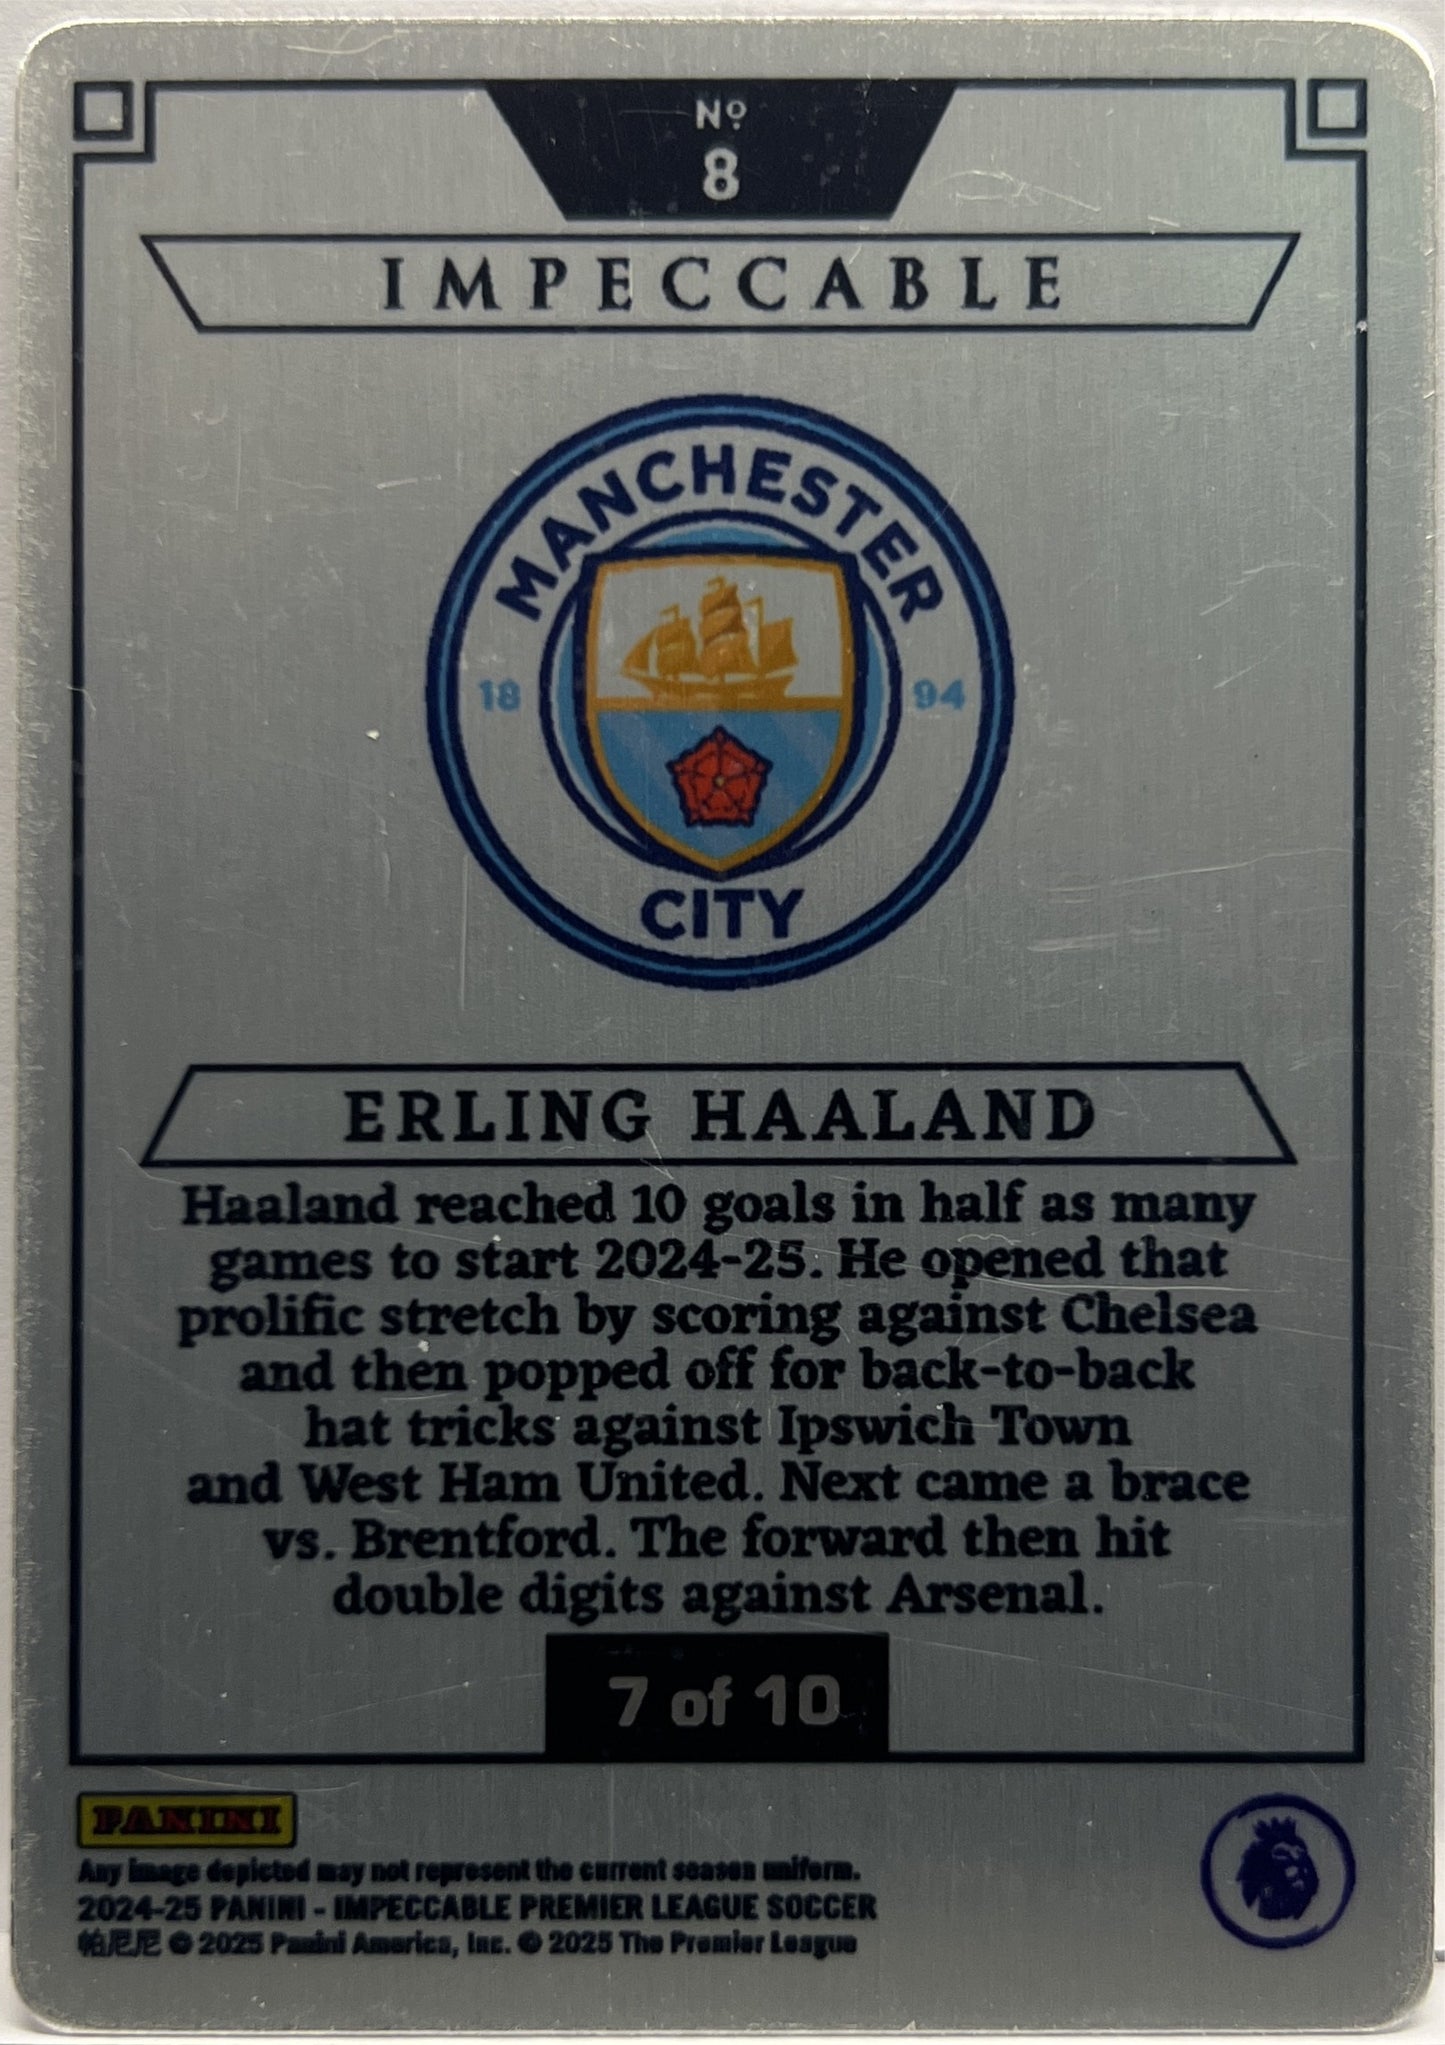 Nº
8
IMPECCABLE
MANCHESTER
18 94
CITY
ERLING HAALAND
Haaland reached 10 goals in half as many
games to start 2024-25. He opened that
prolific stretch by scoring against Chelsea
and then popped off for back-to-back
hat tricks against Ipswich Town
and West Ham United. Next came a brace
vs. Brentford. The forward then hit
double digits against Arsenal.
7 of 10
PANINI
Any image depicted may not represent the current season uniform.
2024-25 PANINI - IMPECCABLE PREMIER LEAGUE SOCCER
帕尼尼 © 2025 Panini America, Inc. © 2025 The Premier League